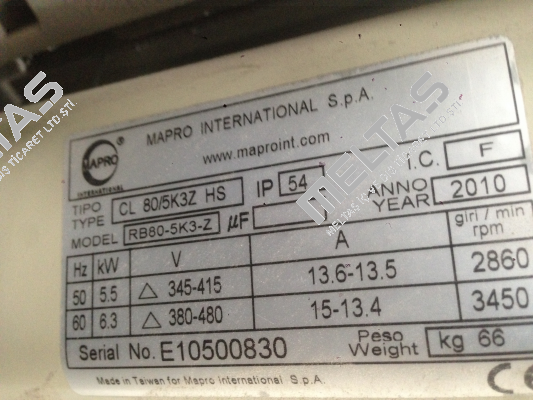 MAPRO INTERNATIONAL S.p.A.
www.maproint.com
MAPRO
INTERNATIONAL
TIPO TYPE CL 80/5K3Z HS IP 54 i.C. F
MODEL RB80-5K3-Z µF ANNO YEAR 2010
Hz kW V A giri / min rpm
50 5.5 △ 345-415 13.6-13.5 2860
60 6.3 △ 380-480 15-13.4 3450
Serial No. E10500830 Peso Weight kg 66
Made in Taiwan for Mapro international S.p.A.
CE
MELTAS
MELTAS